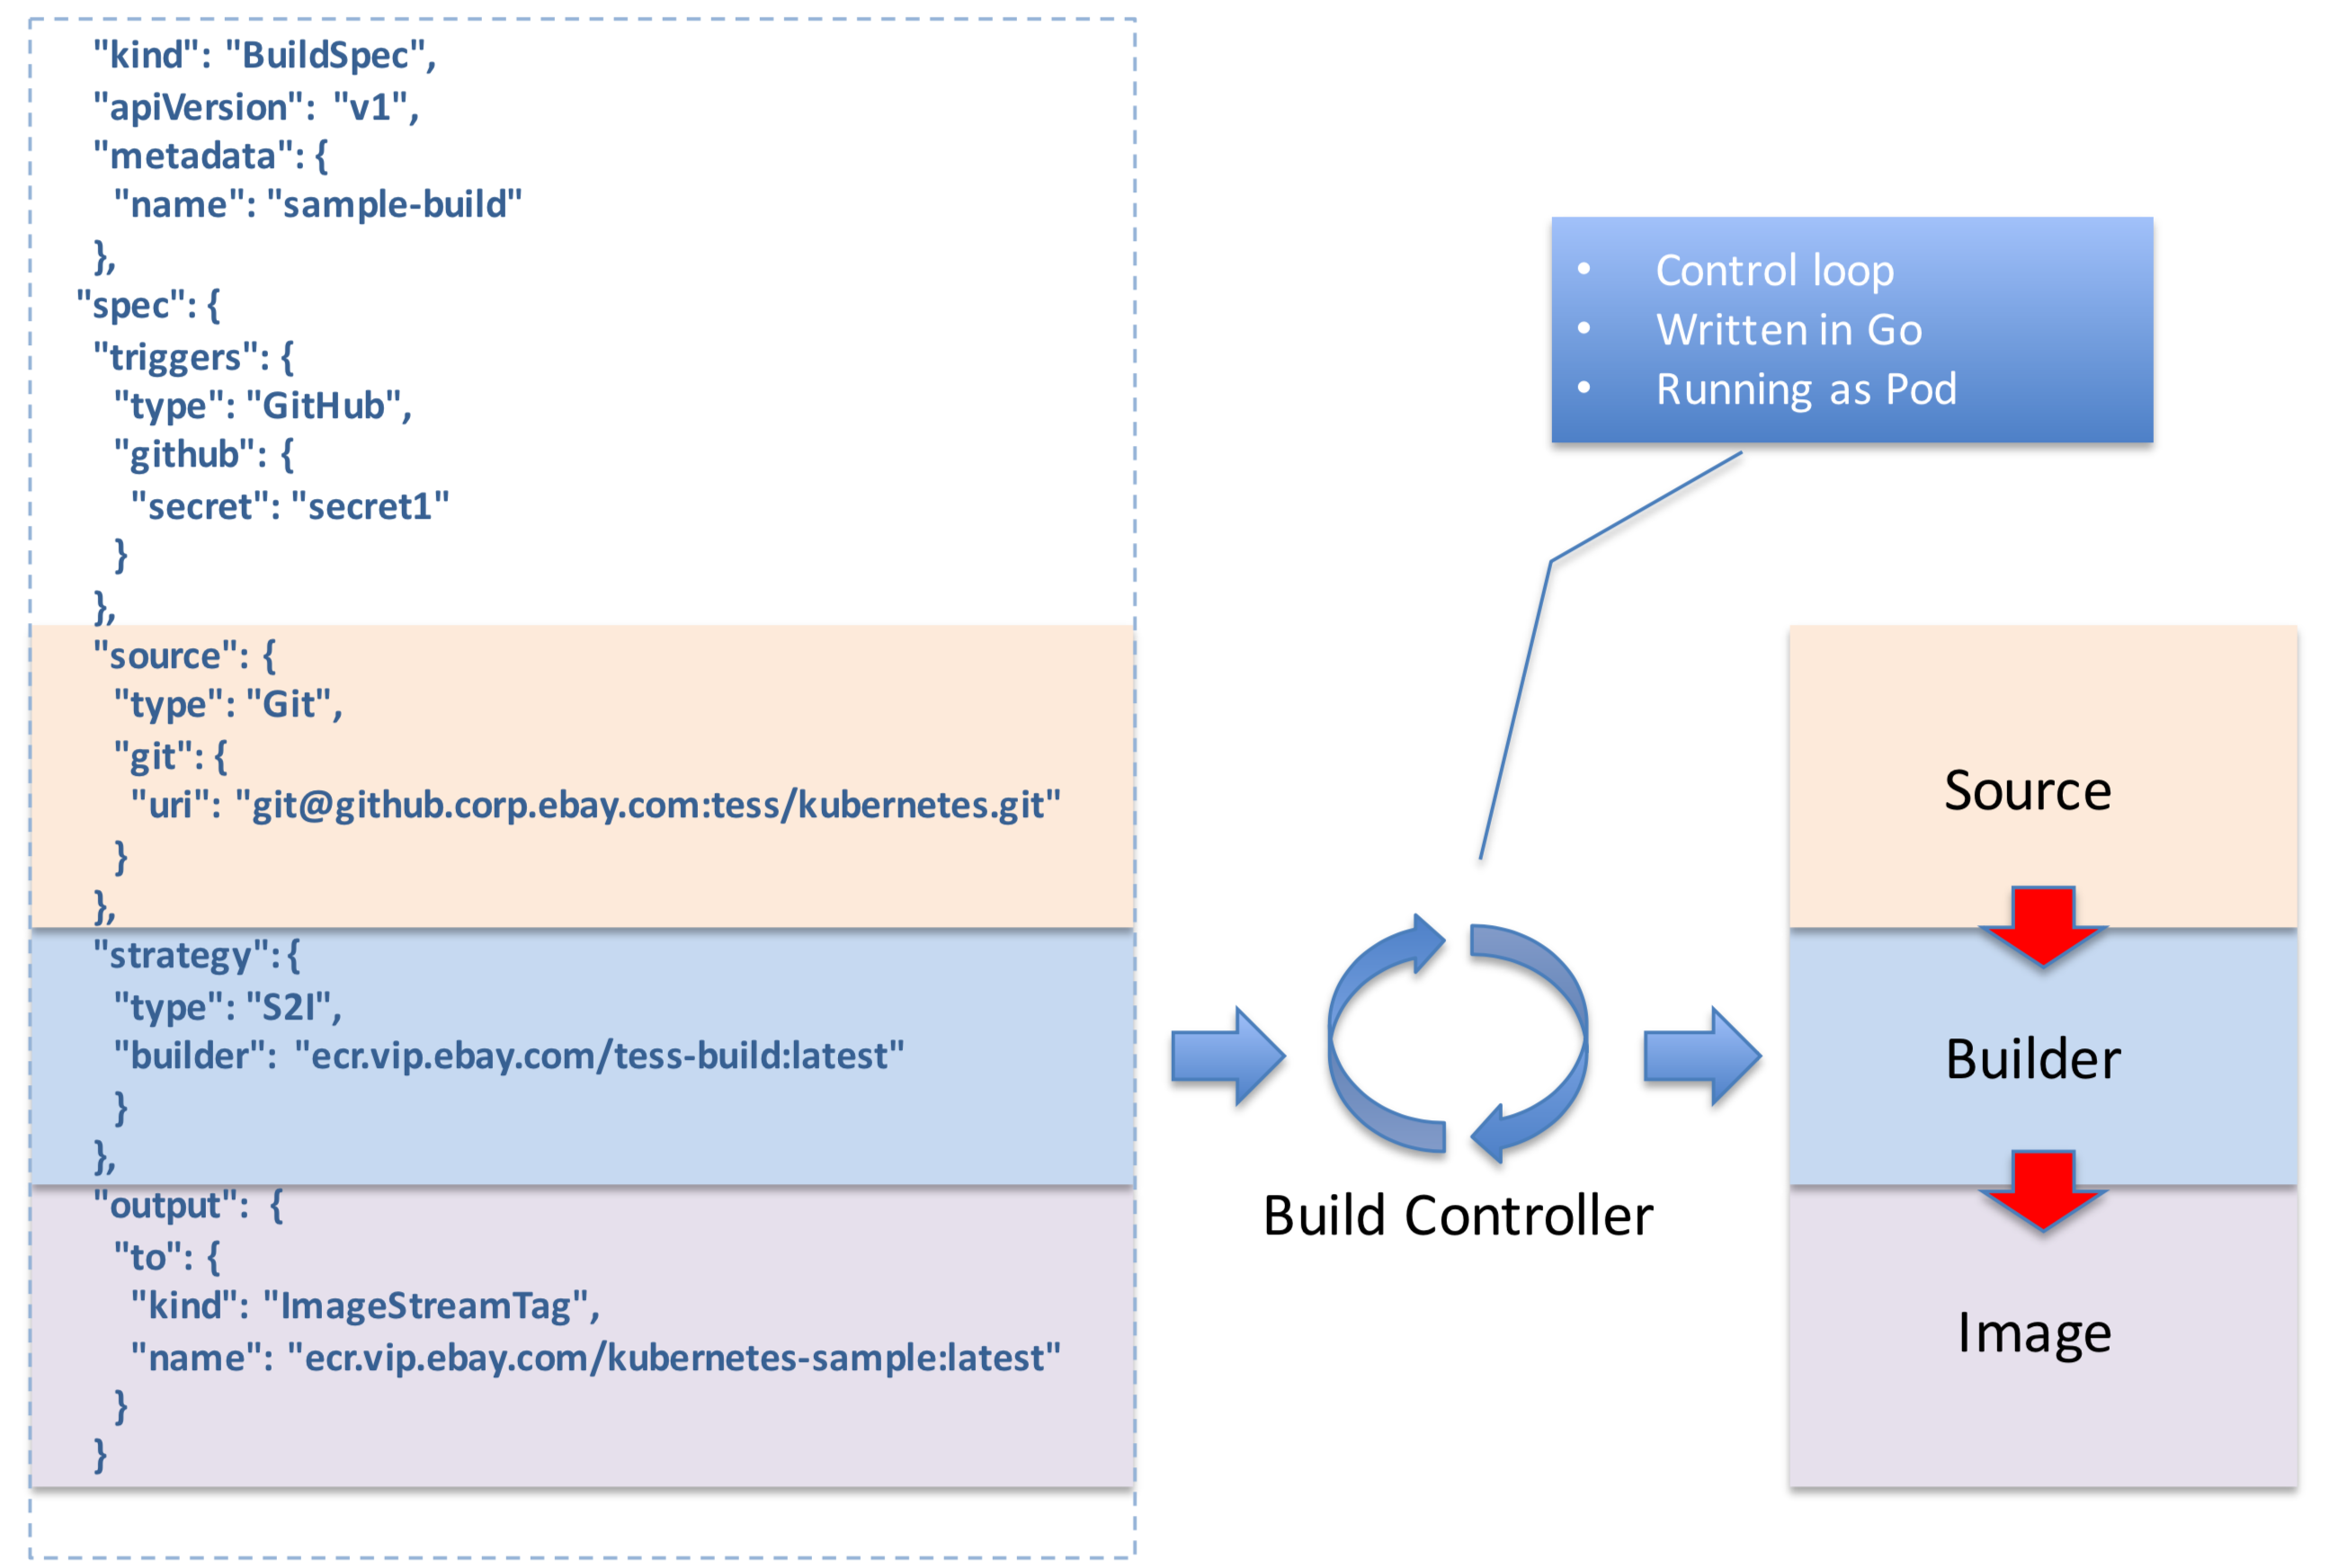 "kind": "BuildSpec",
"apiVersion": "v1",
"metadata": {
"name": "sample-build"
},
"spec": {
"triggers": {
"type": "GitHub",
"github": {
"secret": "secret1"
}
},
"source": {
"type": "Git",
"git": {
"uri": "git@github.corp.ebay.com:tess/kubernetes.git"
}
},
"strategy": {
"type": "S2I",
"builder": "ecr.vip.ebay.com/tess-build:latest"
}
},
"output": {
"to": {
"kind": "ImageStreamTag",
"name": "ecr.vip.ebay.com/kubernetes-sample:latest"
}
}
• Control loop
• Written in Go
• Running as Pod
Build Controller
Source
Builder
Image